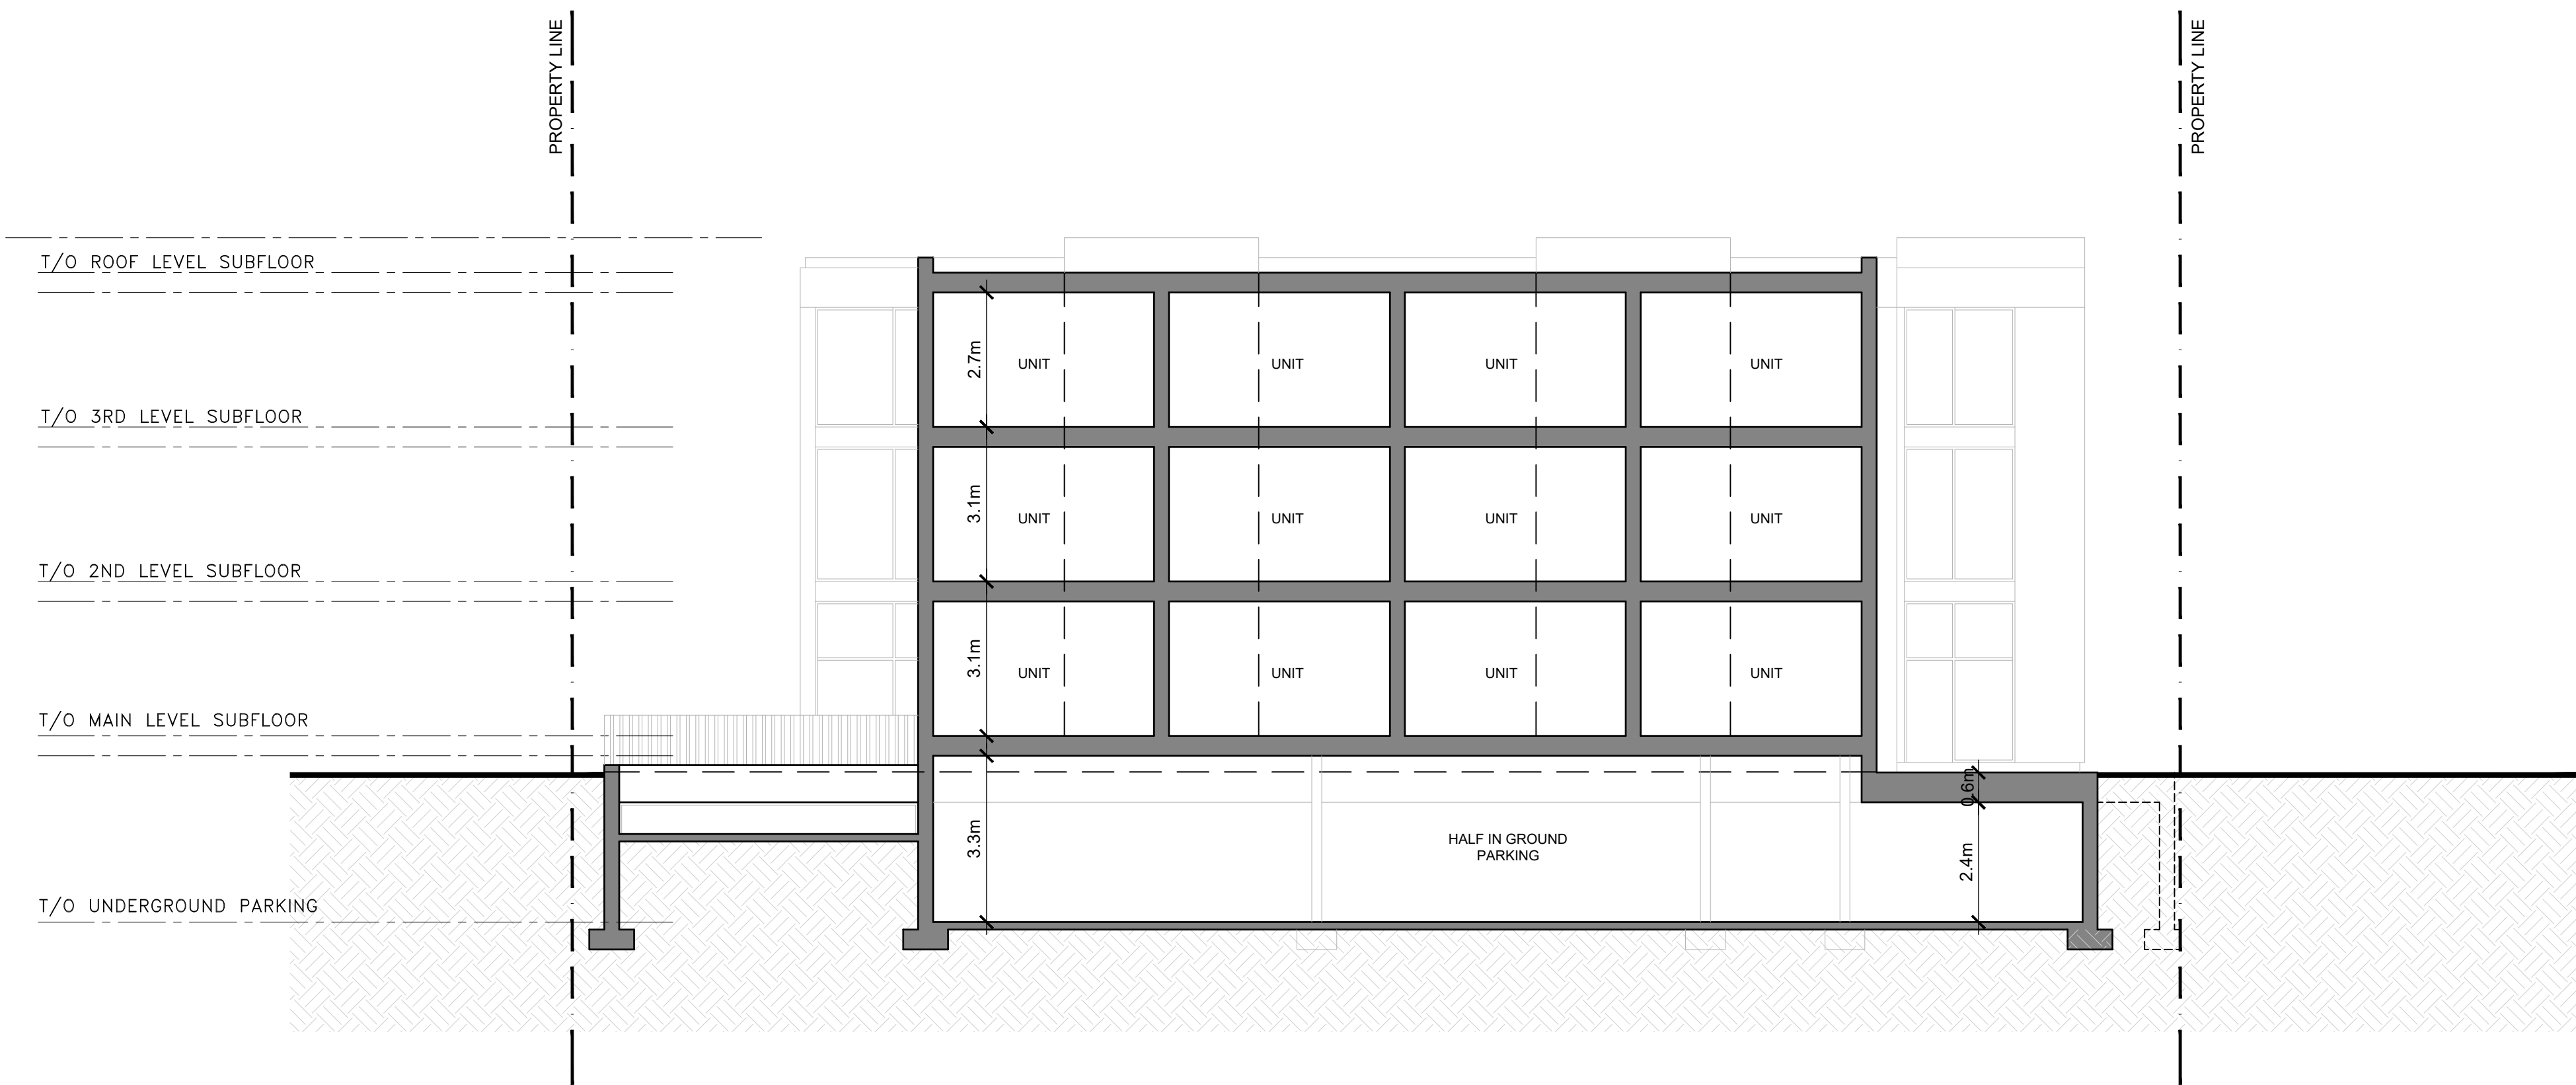 PROPERTY LINE
PROPERTY LINE
T/O ROOF LEVEL SUBFLOOR
2.7m
UNIT
UNIT
UNIT
UNIT
T/O 3RD LEVEL SUBFLOOR
3.1m
UNIT
UNIT
UNIT
UNIT
T/O 2ND LEVEL SUBFLOOR
3.1m
UNIT
UNIT
UNIT
UNIT
T/O MAIN LEVEL SUBFLOOR
0.6m
3.3m
HALF IN GROUND
PARKING
2.4m
T/O UNDERGROUND PARKING